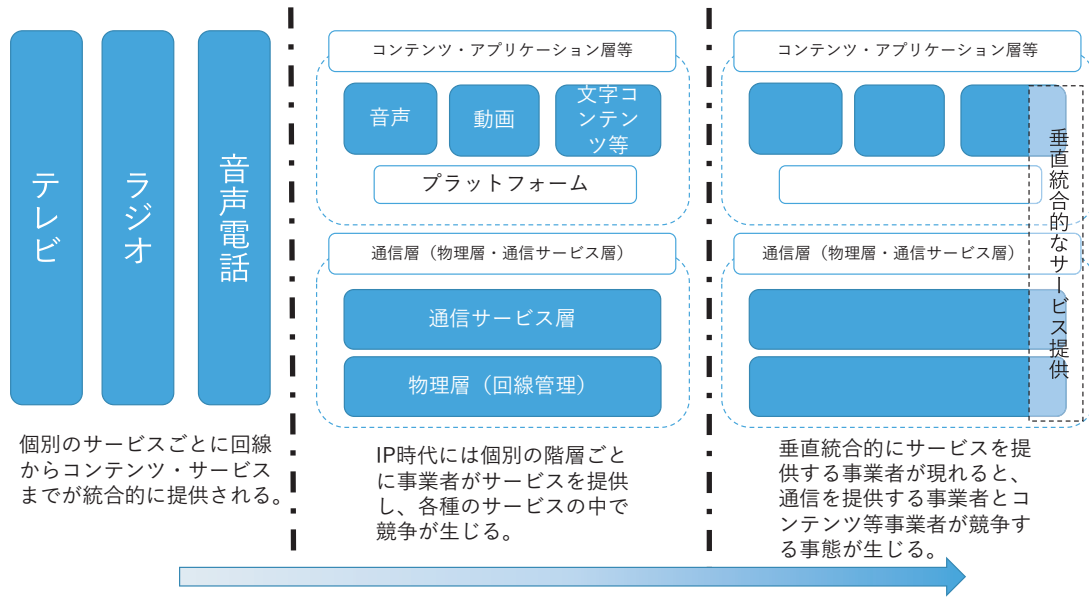 テレビ
ラジオ
音声電話
個別のサービスごとに回線
からコンテンツ・サービス
までが統合的に提供される。
コンテンツ・アプリケーション層等
音声
動画
文字コ
ンテン
ツ等
プラットフォーム
通信層（物理層・通信サービス層）
通信サービス層
物理層（回線管理）
IP時代には個別の階層ごと
に事業者がサービスを提供
し、各種のサービスの中で
競争が生じる。
コンテンツ・アプリケーション層等
通信層（物理層・通信サービス層）
垂直統合的なサービス提供
垂直統合的にサービスを提
供する事業者が現れると、
通信を提供する事業者とコ
ンテンツ等事業者が競争す
る事態が生じる。